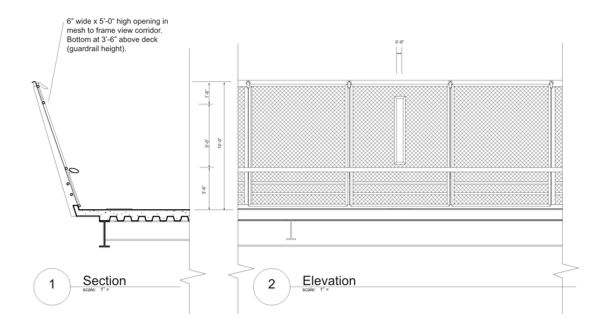 6" wide x 5'-0" high opening in
mesh to frame view corridor.
Bottom at 3'-6" above deck
(guardrail height).
0'-6"
1'-6"
5'-0"
10'-0"
3'-6"
1
Section
scale: 1" =
2
Elevation
scale: 1" =